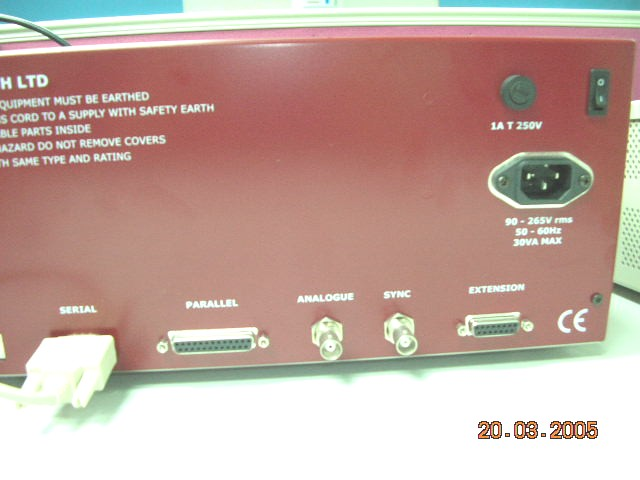 H LTD
QUIPMENT MUST BE EARTHED
S CORD TO A SUPPLY WITH SAFETY EARTH
BLE PARTS INSIDE
HAZARD DO NOT REMOVE COVERS
TH SAME TYPE AND RATING
1A T 250V
90 - 265V rms
50 - 60Hz
30VA MAX
SERIAL
PARALLEL
ANALOGUE
SYNC
EXTENSION
CE
20.03.2005